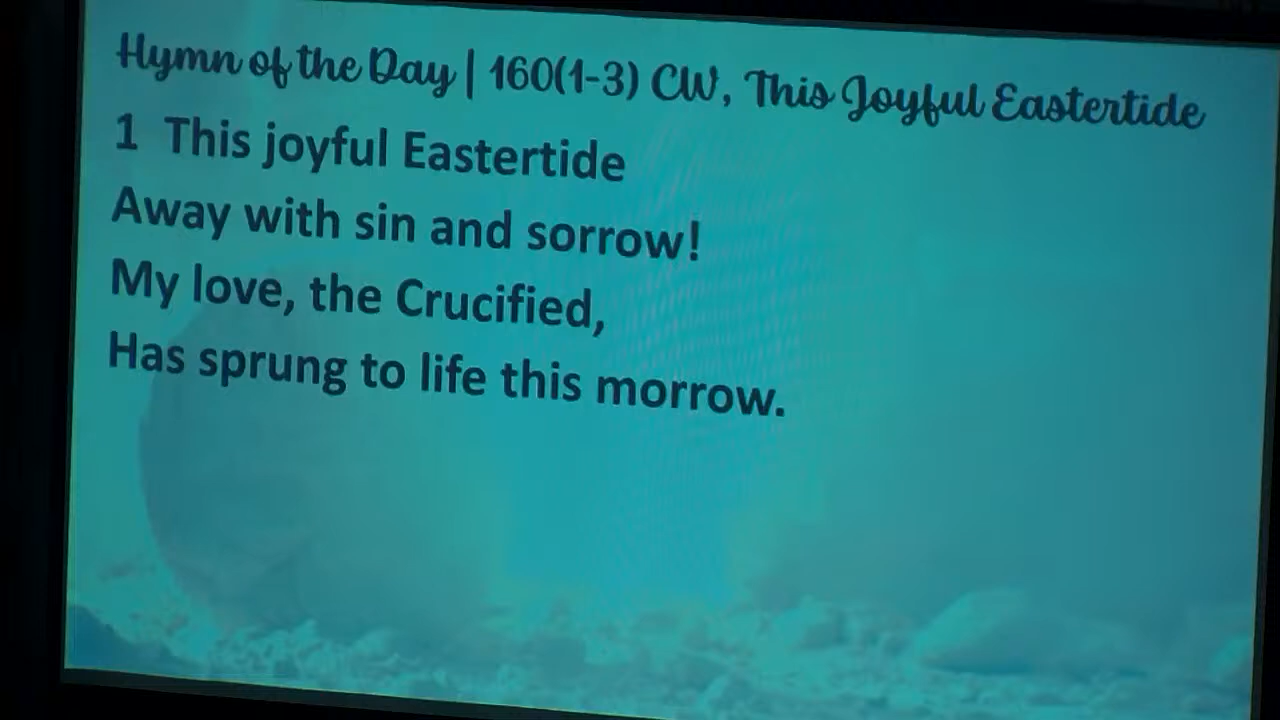 Hymn of the Day | 160(1-3) CW, This Joyful Eastertide
1 This joyful Eastertide
Away with sin and sorrow!
My love, the Crucified,
Has sprung to life this morrow.